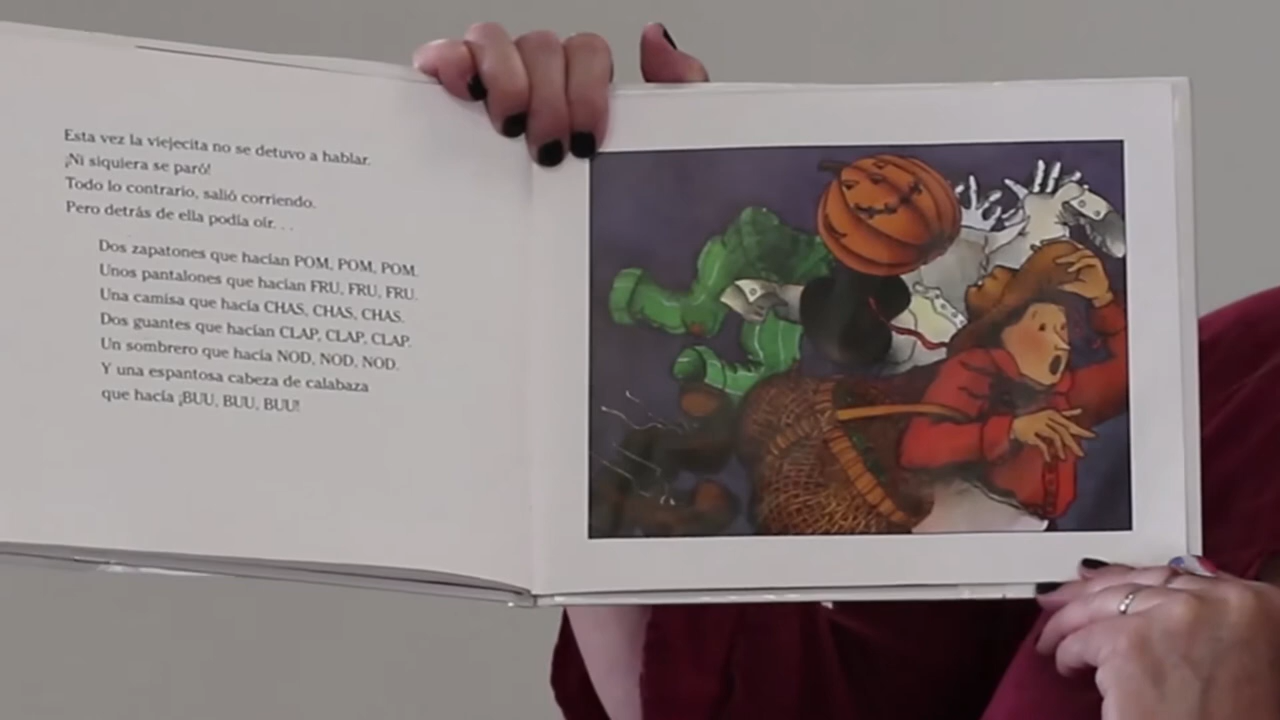 Esta vez la viejecita no se detuvo a hablar.
¡Ni siquiera se paró!
Todo lo contrario, salió corriendo.
Pero detrás de ella podía oír. . .
Dos zapatones que hacían POM, POM, POM.
Unos pantalones que hacían FRU, FRU, FRU.
Una camisa que hacía CHAS, CHAS, CHAS.
Dos guantes que hacían CLAP, CLAP, CLAP.
Un sombrero que hacía NOD, NOD, NOD.
Y una espantosa cabeza de calabaza
que hacía ¡BUU, BUU, BUU!